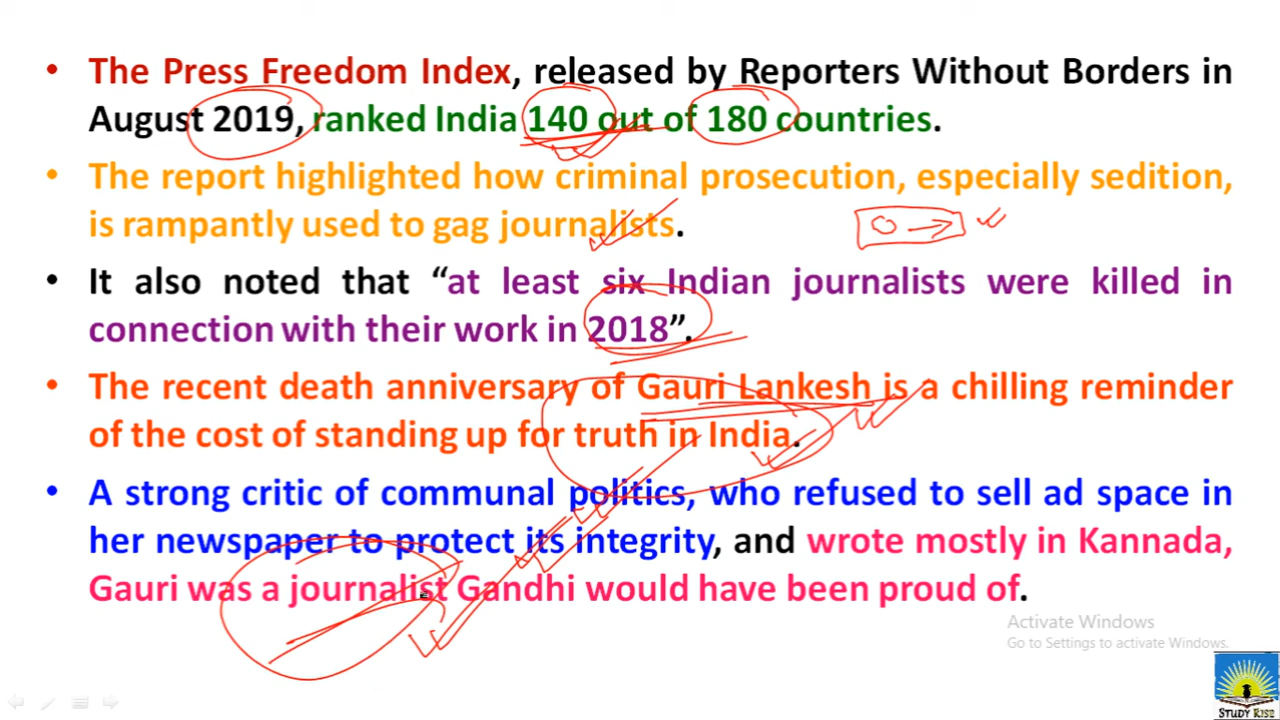 • The Press Freedom Index, released by Reporters Without Borders in
August 2019, ranked India 140 out of 180 countries.
• The report highlighted how criminal prosecution, especially sedition,
is rampantly used to gag journalists.
• It also noted that “at least six Indian journalists were killed in
connection with their work in 2018”.
• The recent death anniversary of Gauri Lankesh is a chilling reminder
of the cost of standing up for truth in India.
• A strong critic of communal politics, who refused to sell ad space in
her newspaper to protect its integrity, and wrote mostly in Kannada,
Gauri was a journalist Gandhi would have been proud of.
Activate Windows
Go to Settings to activate Windows.
STUDY RISE